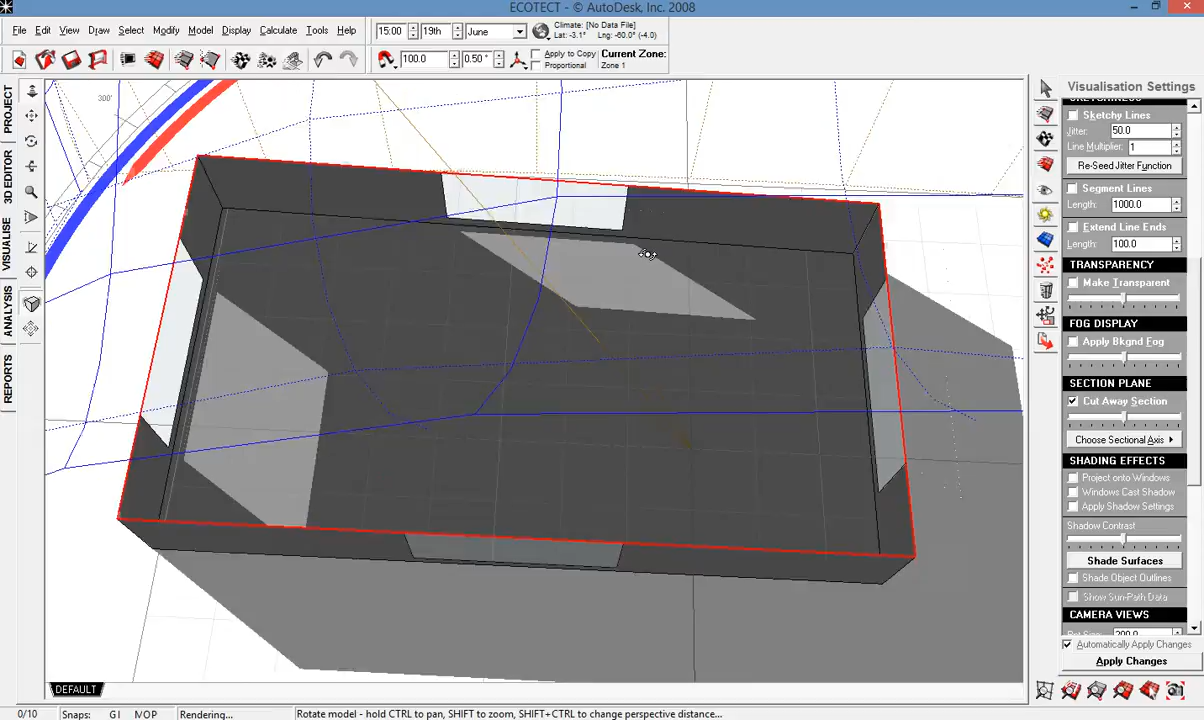 ECOTECT - © AutoDesk, Inc. 2008
File Edit View Draw Select Modify Model Display Calculate Tools Help
15:00 19th June
Climate: [No Data File]
Lat: -3.1° Lng: -60.0° (-4.0)
100.0 0.50°
Apply to Copy
Proportional
Current Zone:
Zone 1
PROJECT
3D EDITOR
VISUALISE
ANALYSIS
REPORTS
300°
Visualisation Settings
SKETCHINESS
Sketchy Lines
Jitter: 50.0
Line Multiplier: 1
Re-Seed Jitter Function
Segment Lines
Length: 1000.0
Extend Line Ends
Length: 100.0
TRANSPARENCY
Make Transparent
FOG DISPLAY
Apply Bkgnd Fog
SECTION PLANE
Cut Away Section
Choose Sectional Axis
SHADING EFFECTS
Project onto Windows
Windows Cast Shadow
Apply Shadow Settings
Shadow Contrast
Shade Surfaces
Shade Object Outlines
Show Sun-Path Data
CAMERA VIEWS
200.0
Automatically Apply Changes
Apply Changes
DEFAULT
0/10 Snaps: GI M/OP Rendering... Rotate model - hold CTRL to pan, SHIFT to zoom, SHIFT+CTRL to change perspective distance...